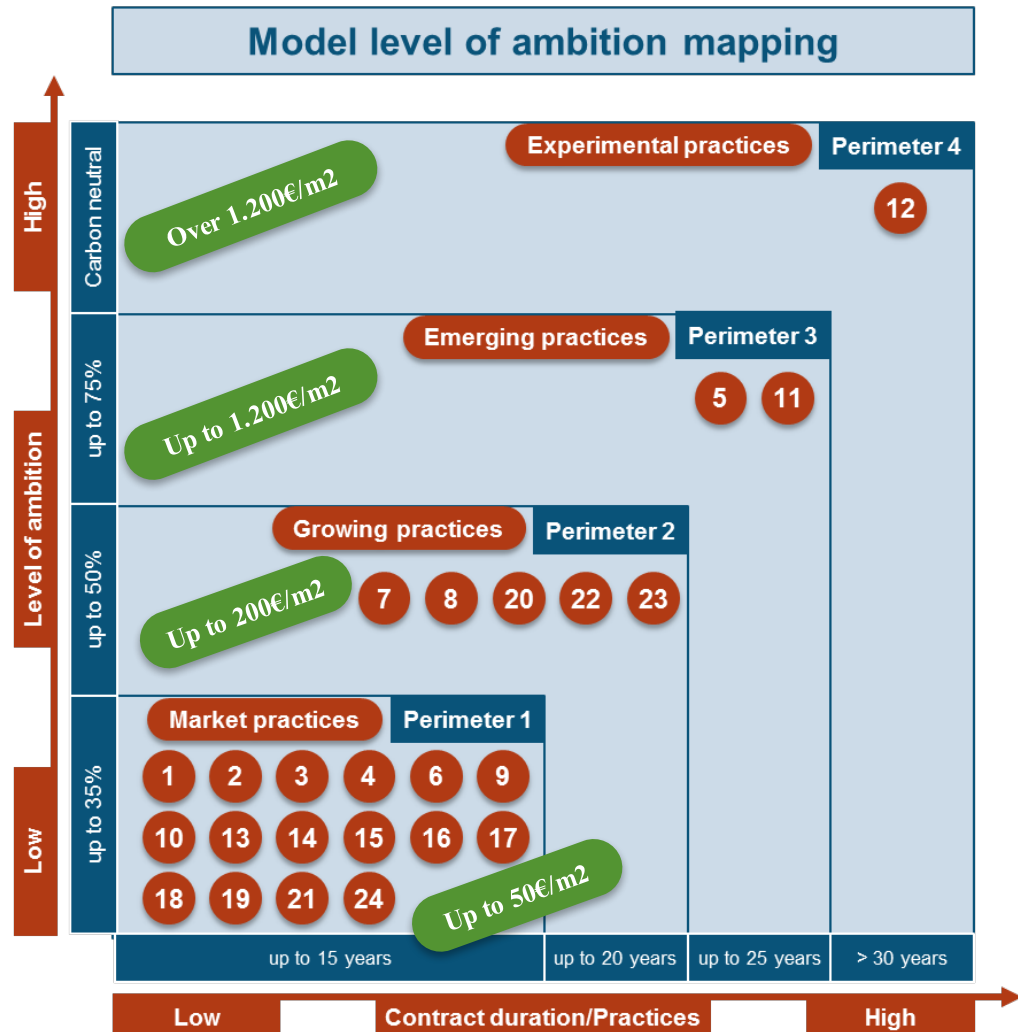 Model level of ambition mapping
High
Level of ambition
Low
Carbon neutral
up to 75%
up to 50%
up to 35%
Experimental practices
Perimeter 4
Over 1.200€/m2
12
Emerging practices
Perimeter 3
Up to 1.200€/m2
5 11
Growing practices
Perimeter 2
Up to 200€/m2
7 8 20 22 23
Market practices
Perimeter 1
1 2 3 4 6 9
10 13 14 15 16 17
18 19 21 24
Up to 50€/m2
up to 15 years
up to 20 years
up to 25 years
> 30 years
Low
Contract duration/Practices
High